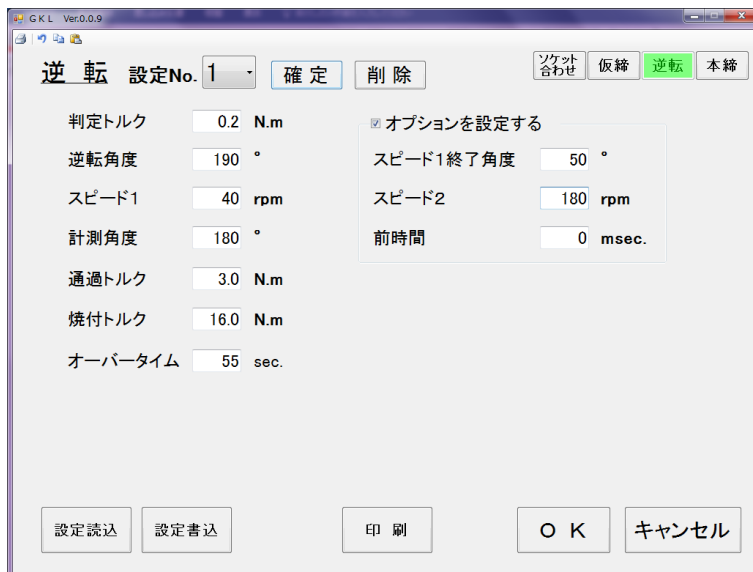 GKL Ver.0.0.9
逆 転 設定No. 1 確 定 削 除 ソケット合わせ 仮締 逆転 本締
判定トルク 0.2 N.m
逆転角度 190 °
スピード1 40 rpm
計測角度 180 °
通過トルク 3.0 N.m
焼付トルク 16.0 N.m
オーバータイム 55 sec.
オプションを設定する
スピード1終了角度 50 °
スピード2 180 rpm
前時間 0 msec.
設定読込 設定書込 印 刷 O K キャンセル